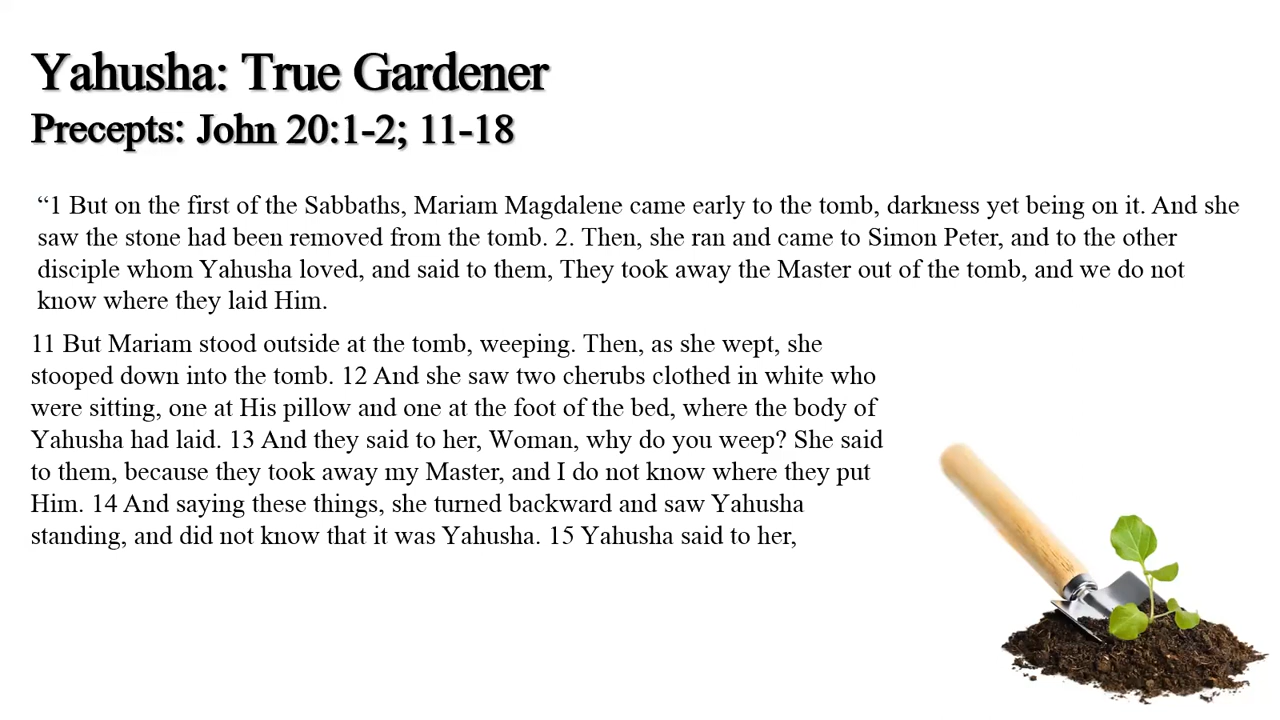 Yahusha: True Gardener
Precepts: John 20:1-2; 11-18
“1 But on the first of the Sabbaths, Mariam Magdalene came early to the tomb, darkness yet being on it. And she
saw the stone had been removed from the tomb. 2. Then, she ran and came to Simon Peter, and to the other
disciple whom Yahusha loved, and said to them, They took away the Master out of the tomb, and we do not
know where they laid Him.
11 But Mariam stood outside at the tomb, weeping. Then, as she wept, she
stooped down into the tomb. 12 And she saw two cherubs clothed in white who
were sitting, one at His pillow and one at the foot of the bed, where the body of
Yahusha had laid. 13 And they said to her, Woman, why do you weep? She said
to them, because they took away my Master, and I do not know where they put
Him. 14 And saying these things, she turned backward and saw Yahusha
standing, and did not know that it was Yahusha. 15 Yahusha said to her,